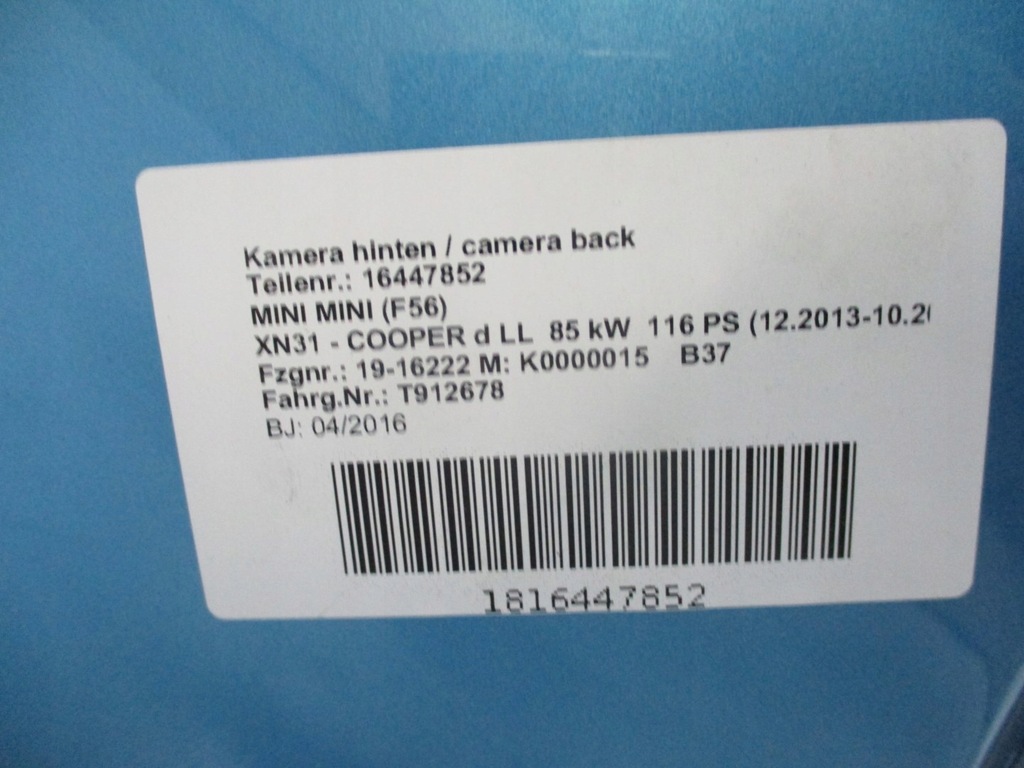 Kamera hinten / camera back
Teilenr.: 16447852
MINI MINI (F56)
XN31 - COOPER d LL 85 kW 116 PS (12.2013-10.20
Fzgnr.: 19-16222 M: K0000015 B37
Fahrg.Nr.: T912678
BJ: 04/2016
1816447852